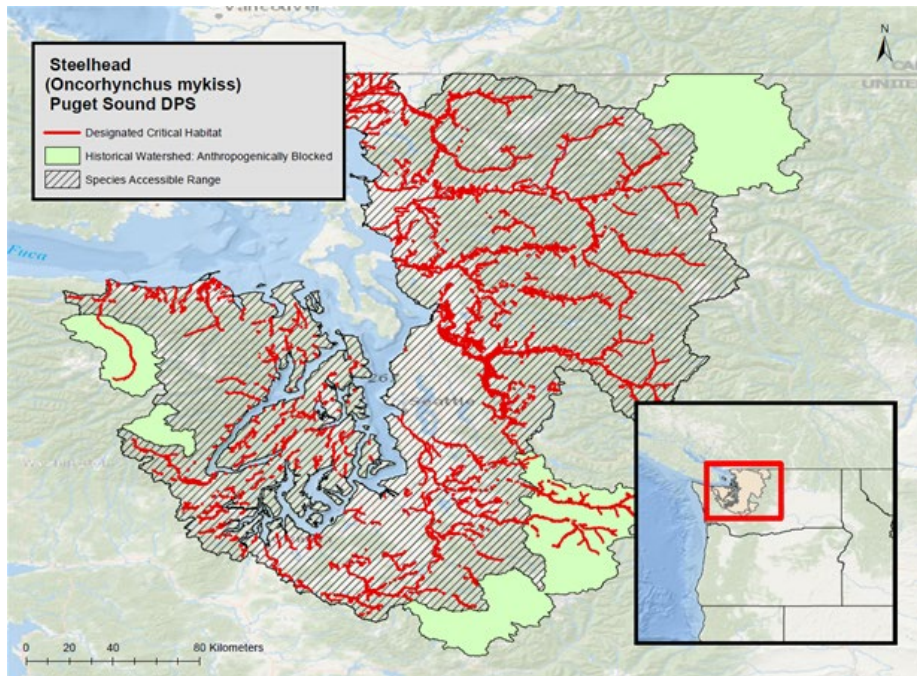 Vancouver
N
Steelhead
(Oncorhynchus mykiss)
Puget Sound DPS
Designated Critical Habitat
Historical Watershed: Anthropogenically Blocked
Species Accessible Range
Fuca
Seattle
0 20 40 80 Kilometers